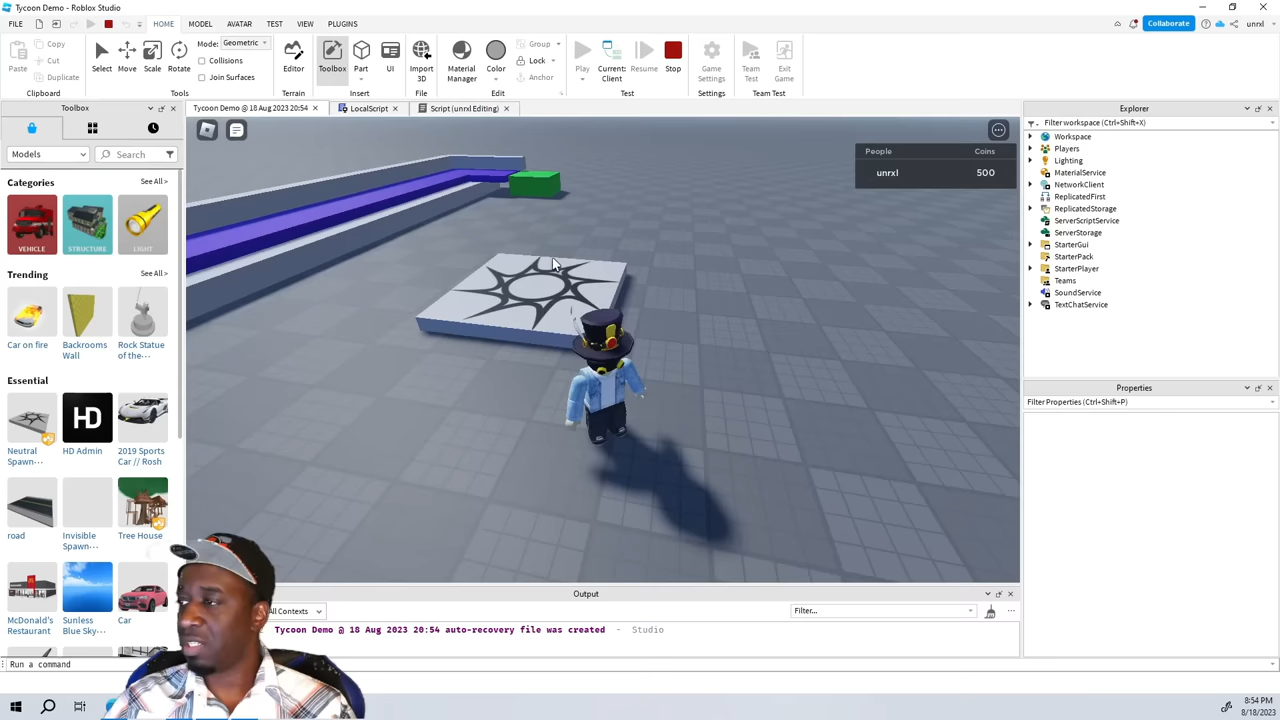 Tycoon Demo - Roblox Studio
FILE HOME MODEL AVATAR TEST VIEW PLUGINS Collaborate unrxl
Paste Copy Cut Duplicate Clipboard
Select Move Scale Rotate Mode: Geometric Collisions Join Surfaces Tools
Editor Terrain
Toolbox Part UI Insert
Import 3D File
Material Manager Color Group Lock Anchor Edit
Play Current: Client Resume Stop Test
Game Settings Settings
Team Test Exit Game Team Test
Toolbox
Tycoon Demo @ 18 Aug 2023 20:54 LocalScript Script (unrxl Editing)
Models Search
Categories See All >
VEHICLE STRUCTURE LIGHT
Trending See All >
Car on fire
Backrooms Wall
Rock Statue of the···
Essential See All >
HD
Neutral Spawn···
HD Admin
2019 Sports Car // Rosh
road
Invisible Spawn···
Tree House
McDonald's Restaurant
Sunless Blue Sky···
Car
People Coins
unrxl 500
Output
All Contexts Filter...
Tycoon Demo @ 18 Aug 2023 20:54 auto-recovery file was created - Studio
Run a command
Explorer
Filter workspace (Ctrl+Shift+X)
Workspace
Players
Lighting
MaterialService
NetworkClient
ReplicatedFirst
ReplicatedStorage
ServerScriptService
ServerStorage
StarterGui
StarterPack
StarterPlayer
Teams
SoundService
TextChatService
Properties
Filter Properties (Ctrl+Shift+P)
8:54 PM
8/18/2023